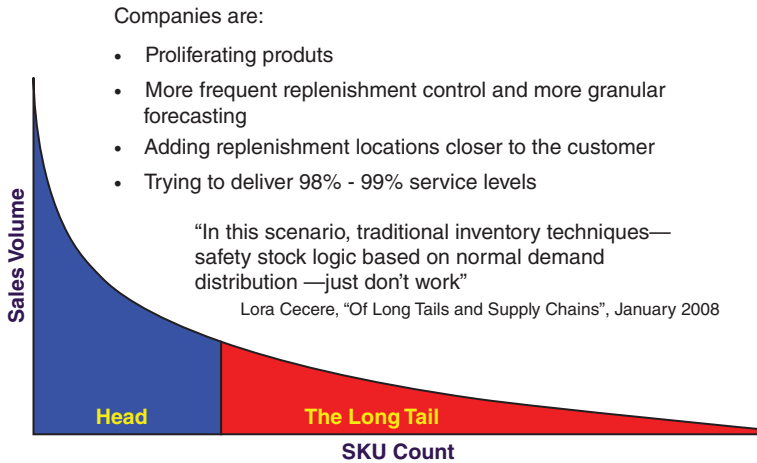 Companies are:
• Proliferating produts
• More frequent replenishment control and more granular
forecasting
• Adding replenishment locations closer to the customer
• Trying to deliver 98% - 99% service levels
“In this scenario, traditional inventory techniques—
safety stock logic based on normal demand
distribution —just don’t work”
Lora Cecere, “Of Long Tails and Supply Chains”, January 2008
Sales Volume
Head
The Long Tail
SKU Count